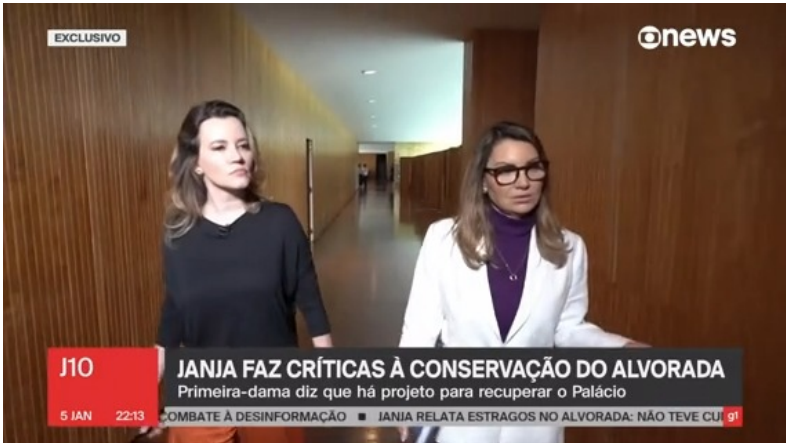 EXCLUSIVO
news
J10
JANJA FAZ CRÍTICAS À CONSERVAÇÃO DO ALVORADA
Primeira-dama diz que há projeto para recuperar o Palácio
5 JAN 22:13
COMBATE À DESINFORMAÇÃO ■ JANJA RELATA ESTRAGOS NO ALVORADA: NÃO TEVE
g1